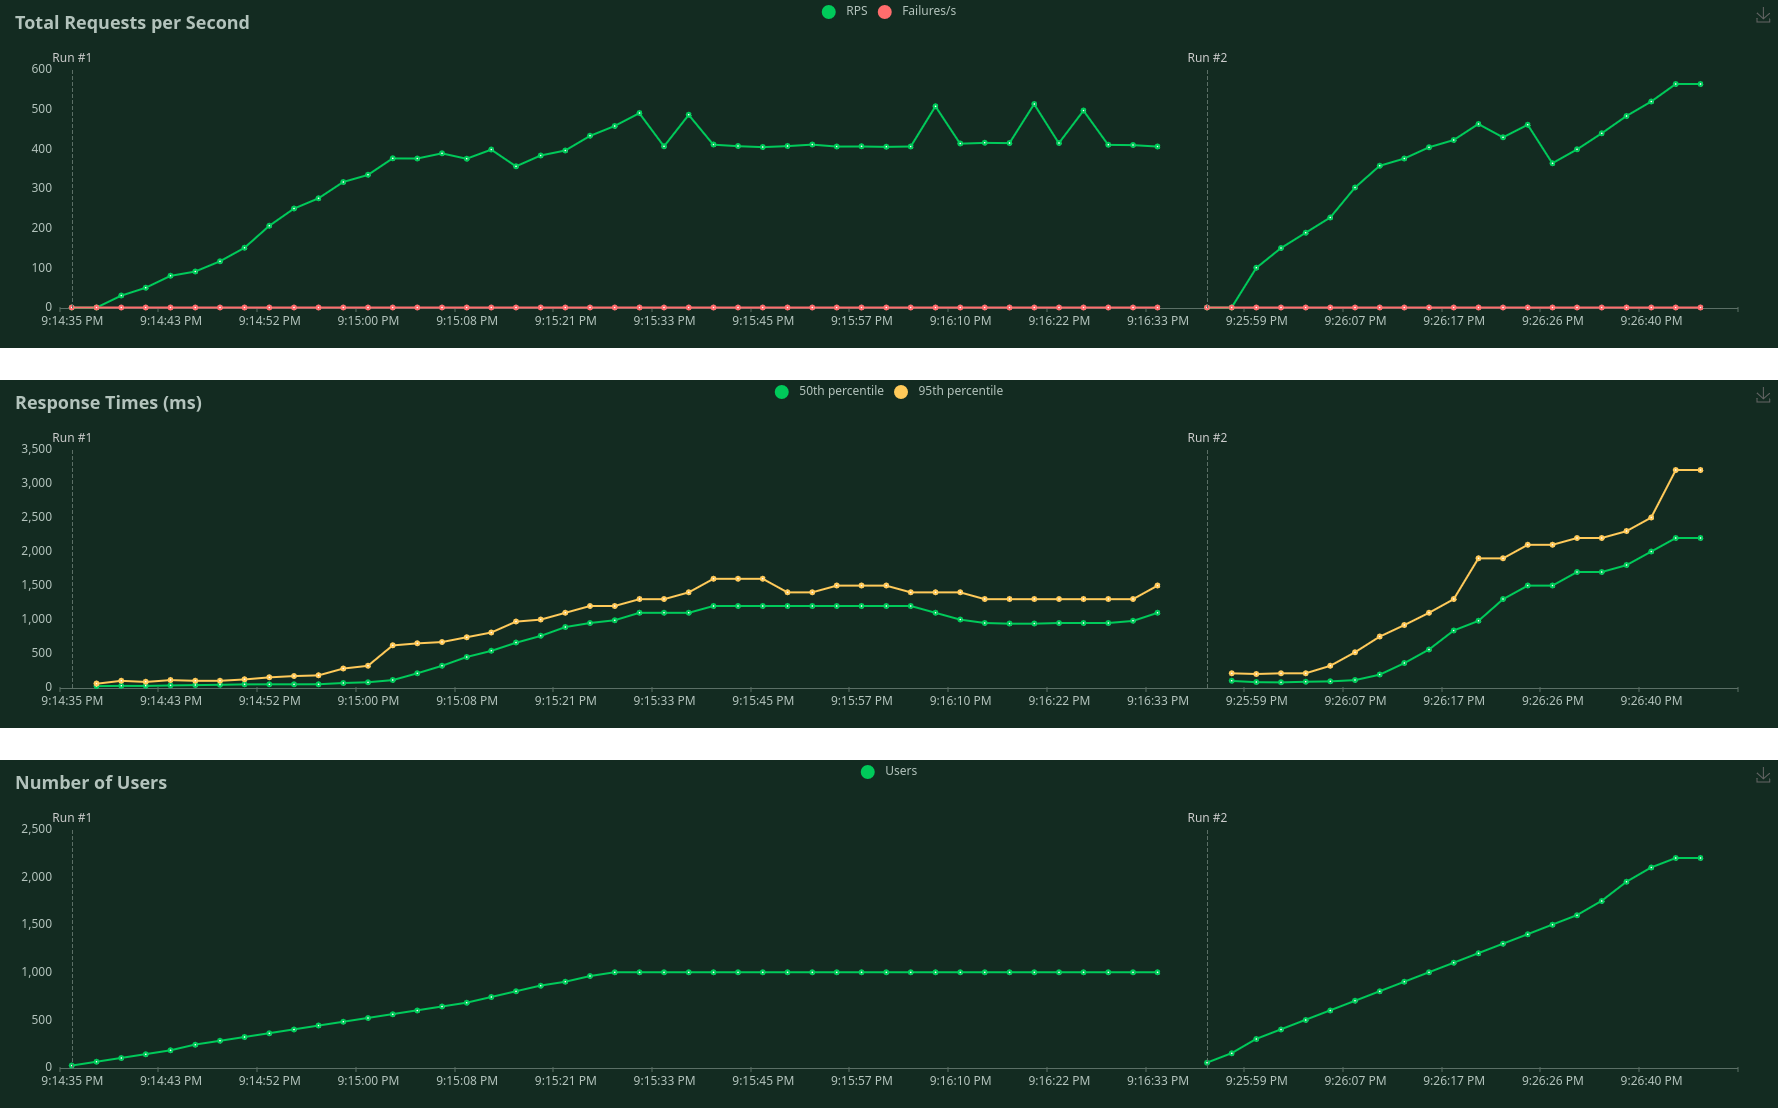 Total Requests per Second
RPS Failures/s
Run #1 Run #2
600
500
400
300
200
100
0
9:14:35 PM 9:14:43 PM 9:14:52 PM 9:15:00 PM 9:15:08 PM 9:15:21 PM 9:15:33 PM 9:15:45 PM 9:15:57 PM 9:16:10 PM 9:16:22 PM 9:16:33 PM 9:25:59 PM 9:26:07 PM 9:26:17 PM 9:26:26 PM 9:26:40 PM
Response Times (ms)
50th percentile 95th percentile
Run #1 Run #2
3,500
3,000
2,500
2,000
1,500
1,000
500
0
9:14:35 PM 9:14:43 PM 9:14:52 PM 9:15:00 PM 9:15:08 PM 9:15:21 PM 9:15:33 PM 9:15:45 PM 9:15:57 PM 9:16:10 PM 9:16:22 PM 9:16:33 PM 9:25:59 PM 9:26:07 PM 9:26:17 PM 9:26:26 PM 9:26:40 PM
Number of Users
Users
Run #1 Run #2
2,500
2,000
1,500
1,000
500
0
9:14:35 PM 9:14:43 PM 9:14:52 PM 9:15:00 PM 9:15:08 PM 9:15:21 PM 9:15:33 PM 9:15:45 PM 9:15:57 PM 9:16:10 PM 9:16:22 PM 9:16:33 PM 9:25:59 PM 9:26:07 PM 9:26:17 PM 9:26:26 PM 9:26:40 PM